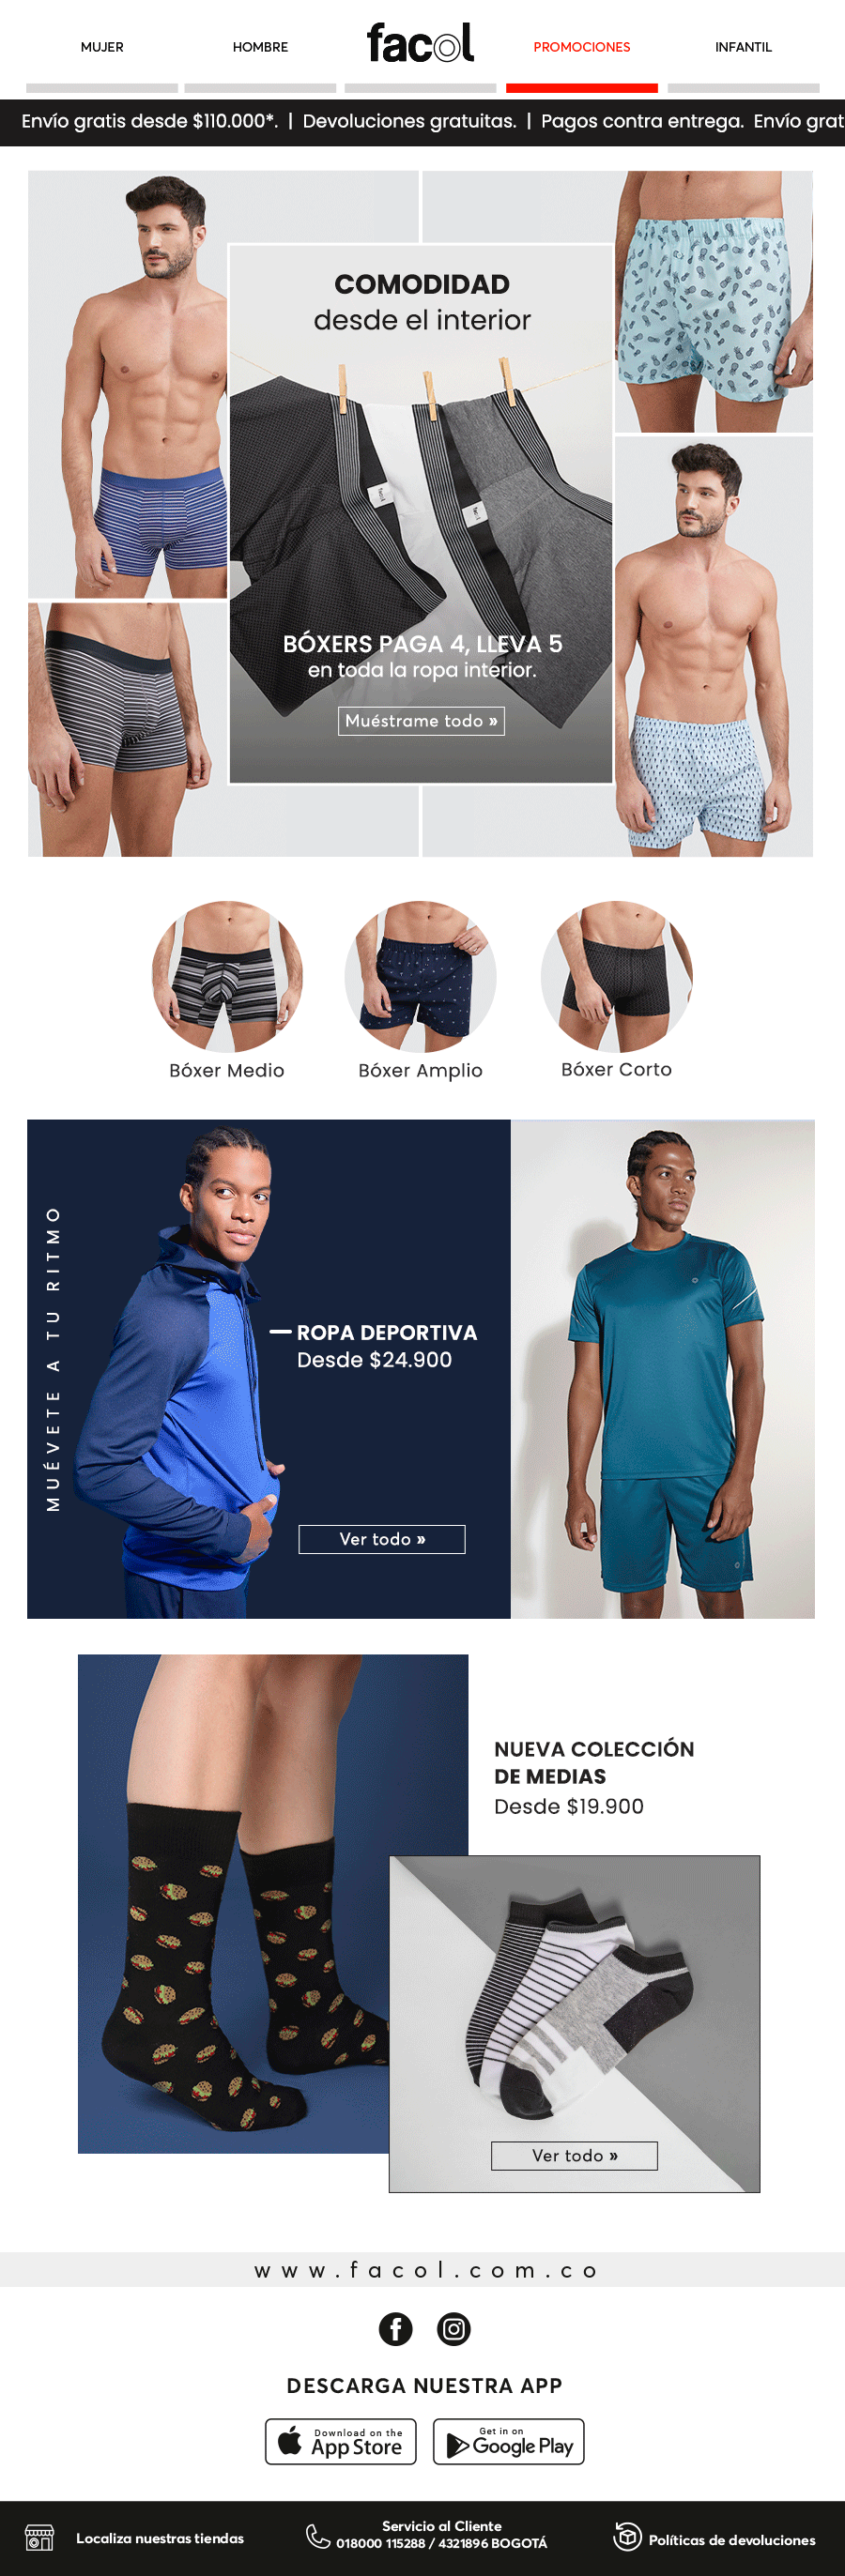 MUJER
HOMBRE
facol
PROMOCIONES
INFANTIL
Envío gratis desde $110.000*. | Devoluciones gratuitas. | Pagos contra entrega. Envío grat
COMODIDAD
desde el interior
facol
facol
BÓXERS PAGA 4, LLEVA 5
en toda la ropa interior.
Muéstrame todo »
Bóxer Medio
Bóxer Amplio
Bóxer Corto
MUÉVETE A TU RITMO
ROPA DEPORTIVA
Desde $24.900
Ver todo »
NUEVA COLECCIÓN
DE MEDIAS
Desde $19.900
Ver todo »
www.facol.com.co
DESCARGA NUESTRA APP
Download on the
App Store
Get in on
Google Play
Localiza nuestras tiendas
Servicio al Cliente
018000 115288 / 4321896 BOGOTÁ
Políticas de devoluciones